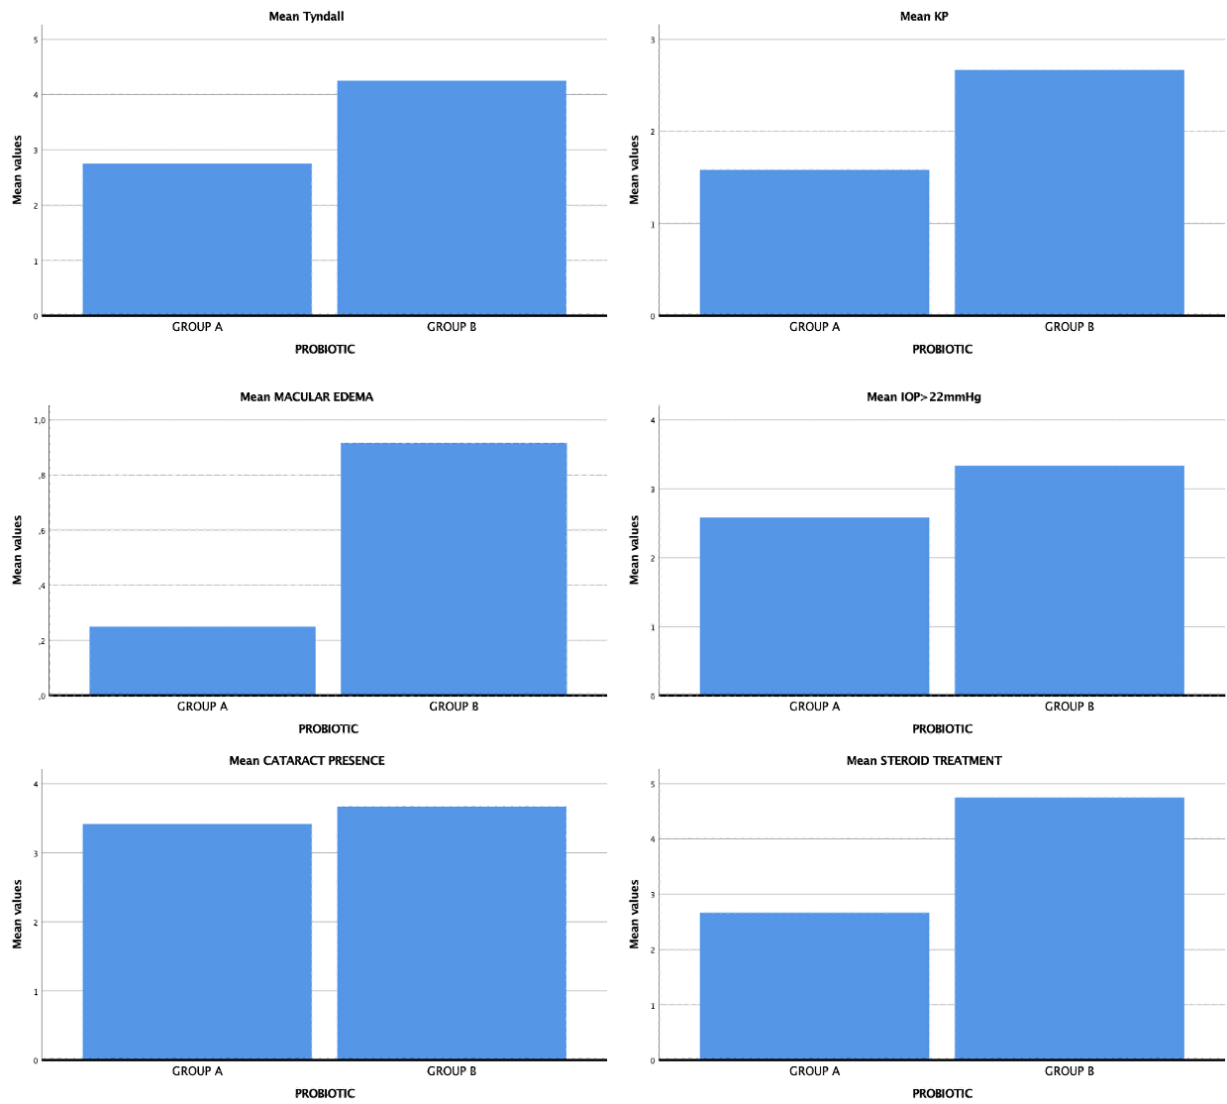 Mean Tyndall
5
4
3
2
1
0
Mean values
GROUP A GROUP B
PROBIOTIC
Mean KP
3
2
1
0
Mean values
GROUP A GROUP B
PROBIOTIC
Mean MACULAR EDEMA
1,0
,8
,6
,4
,2
,0
Mean values
GROUP A GROUP B
PROBIOTIC
Mean IOP>22mmHg
4
3
2
1
0
Mean values
GROUP A GROUP B
PROBIOTIC
Mean CATARACT PRESENCE
4
3
2
1
0
Mean values
GROUP A GROUP B
PROBIOTIC
Mean STEROID TREATMENT
5
4
3
2
1
0
Mean values
GROUP A GROUP B
PROBIOTIC